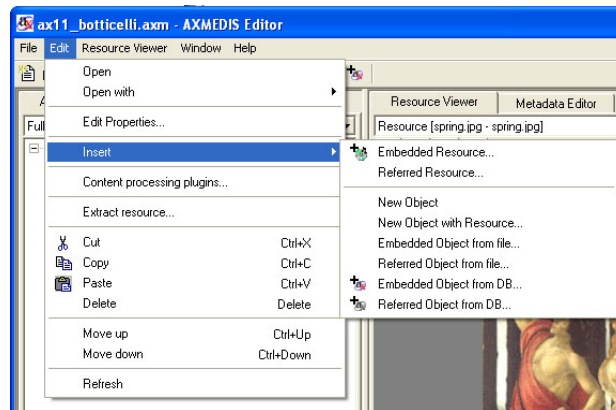 ax11_botticelli.axm - AXMEDIS Editor
File Edit Resource Viewer Window Help
Open
Open with
Edit Properties...
Insert
Content processing plugins...
Extract resource...
Cut Ctrl+X
Copy Ctrl+C
Paste Ctrl+V
Delete Delete
Move up Ctrl+Up
Move down Ctrl+Down
Refresh
Resource Viewer Metadata Editor
Resource [spring.jpg - spring.jpg]
Embedded Resource...
Referred Resource...
New Object
New Object with Resource...
Embedded Object from file...
Referred Object from file...
Embedded Object from DB...
Referred Object from DB...